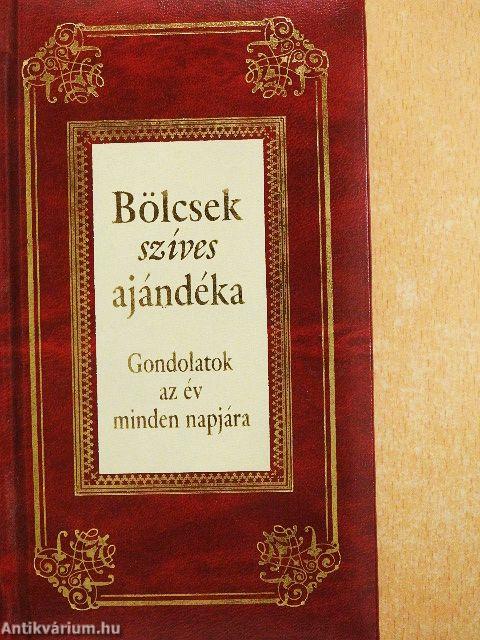 Bölcsek
szíves
ajándéka
Gondolatok
az év
minden napjára
Antikvárium.hu